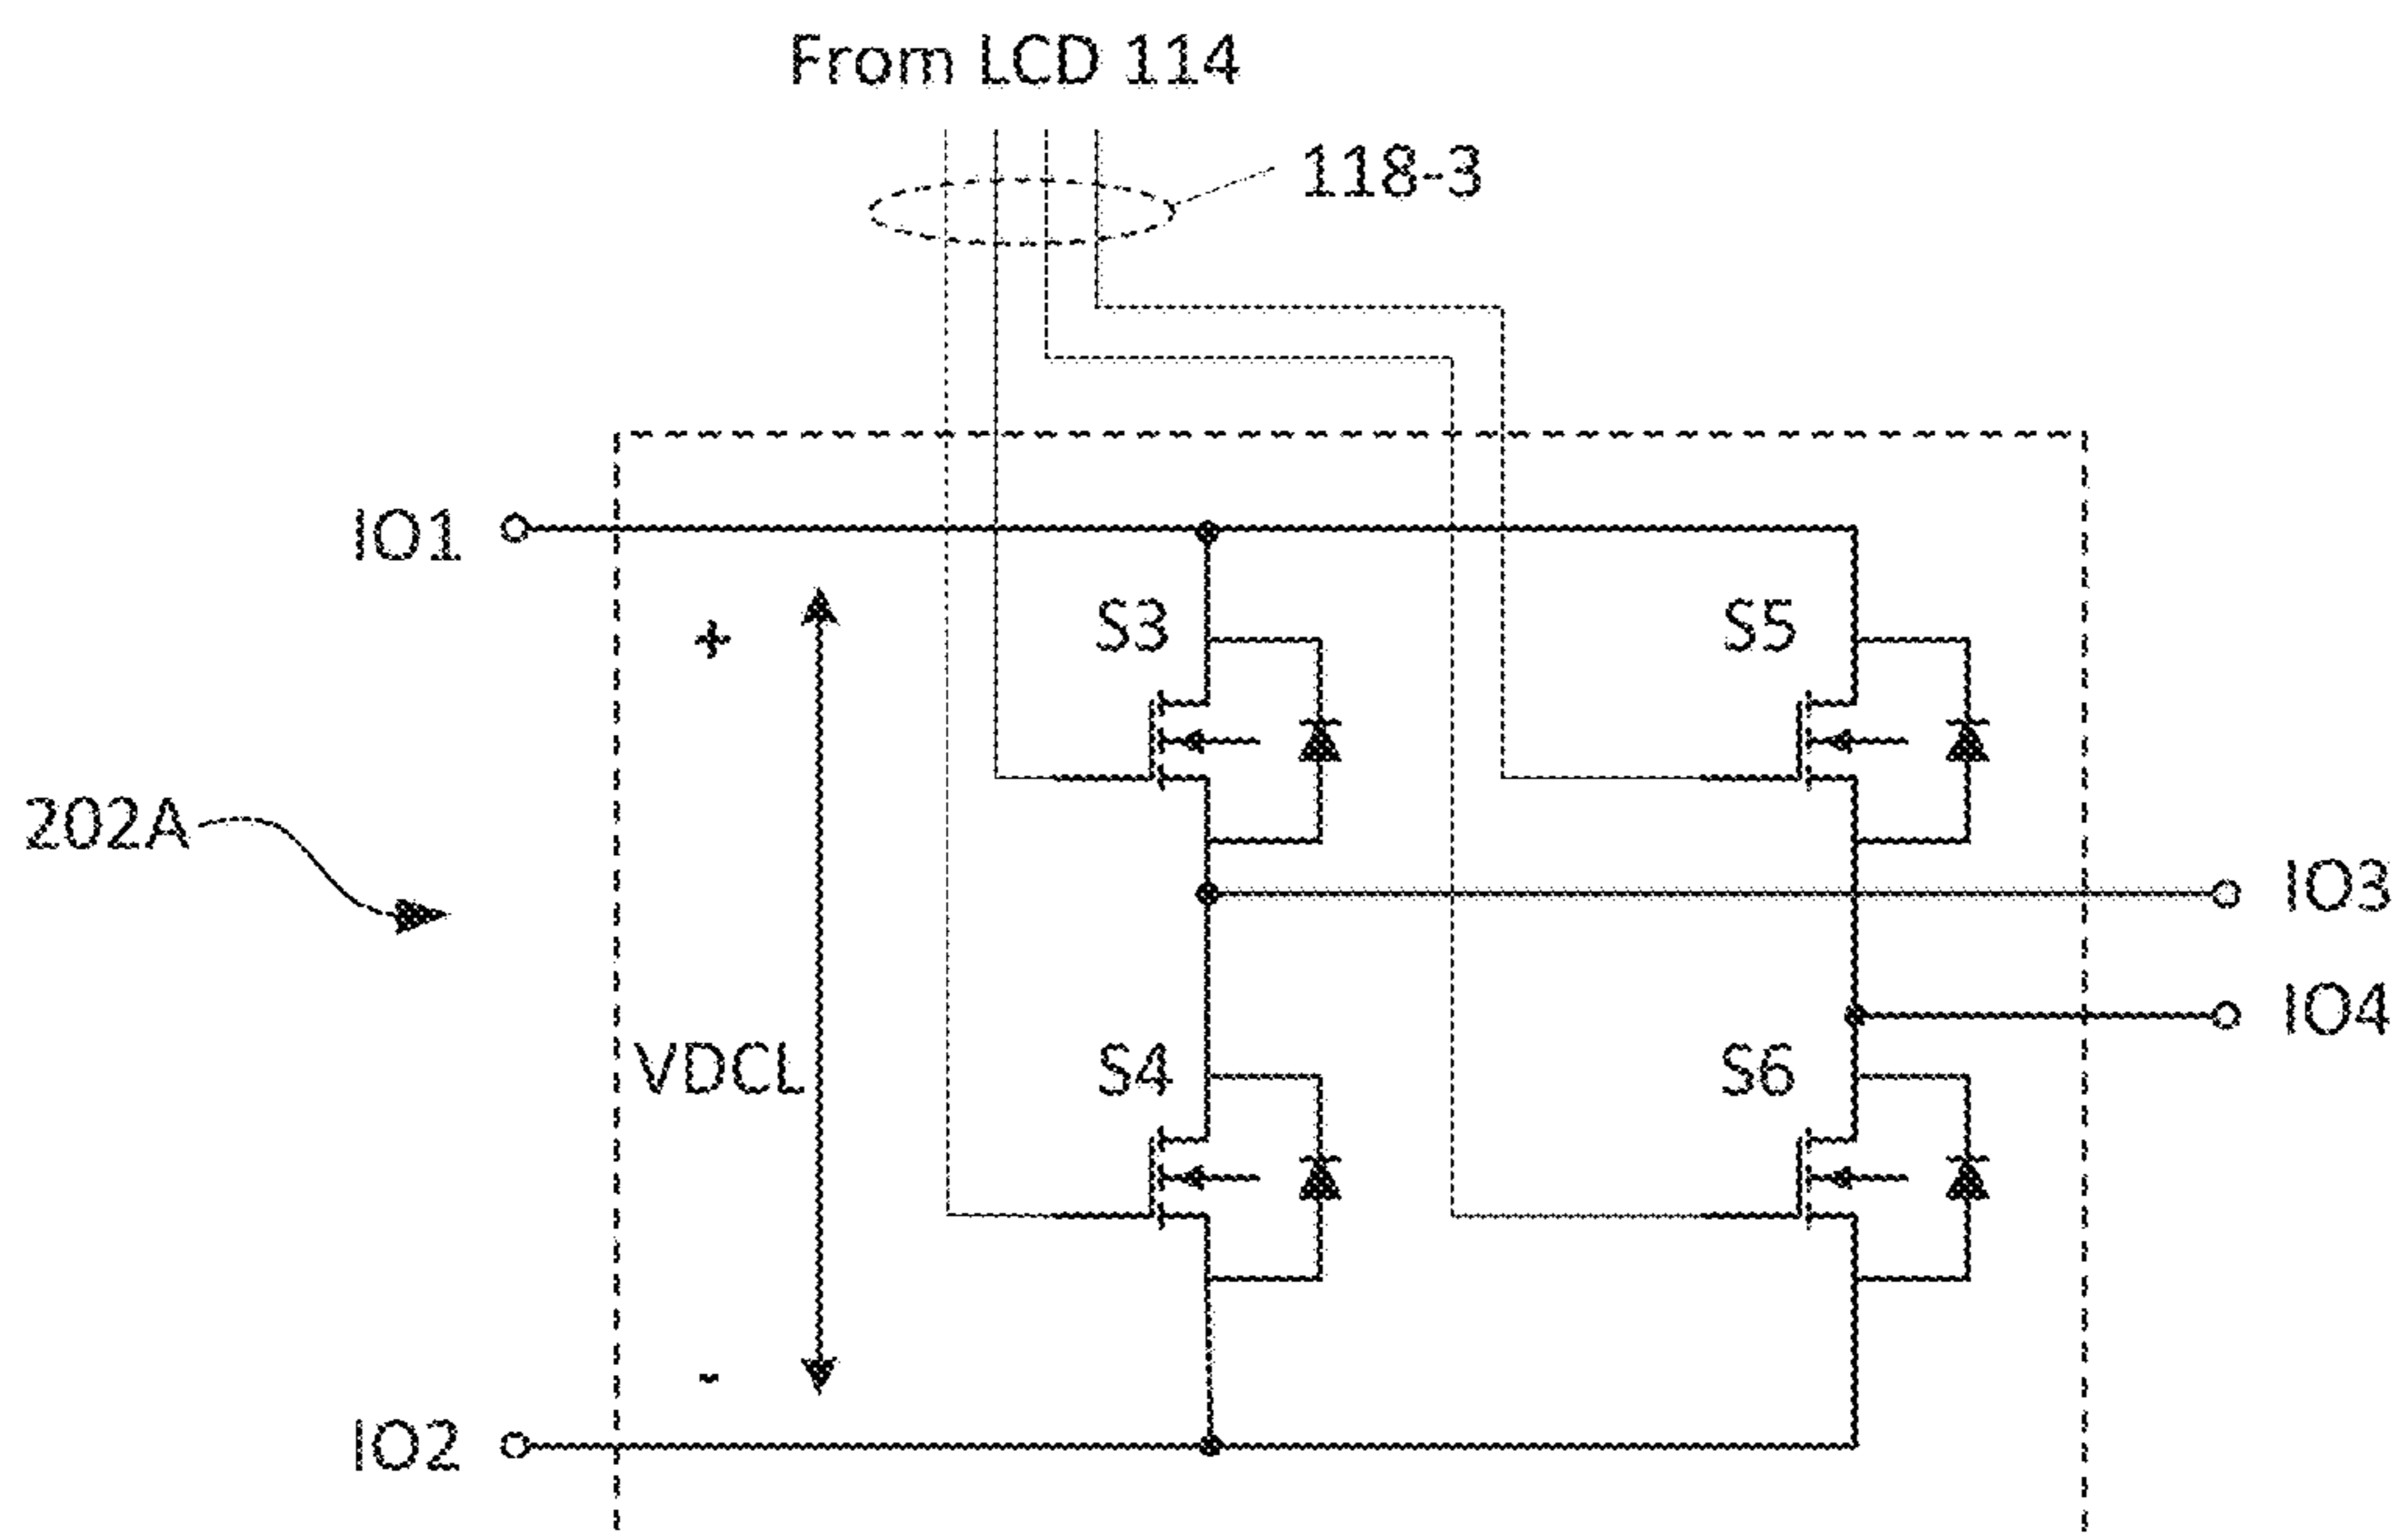 From LCD 114
118-3
IO1
+
S3
S5
202A
IO3
IO4
VDCL
S4
S6
-
IO2